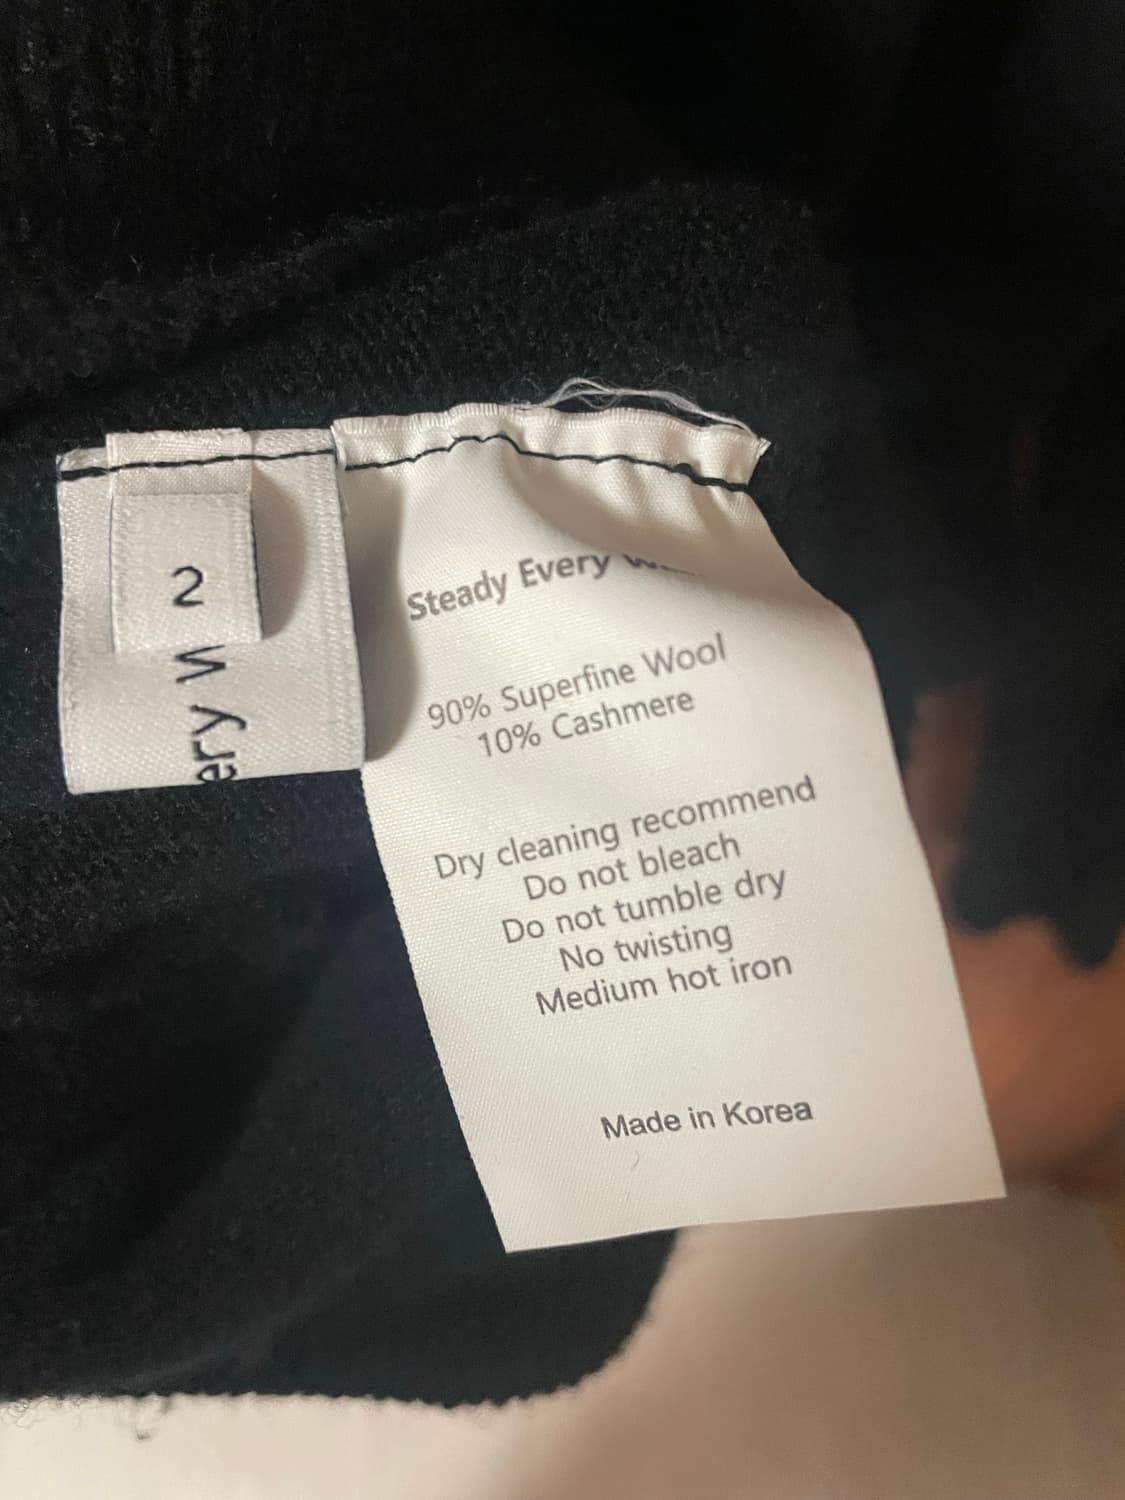 2
ery W
Steady Every
90% Superfine Wool
10% Cashmere
Dry cleaning recommend
Do not bleach
Do not tumble dry
No twisting
Medium hot iron
Made in Korea